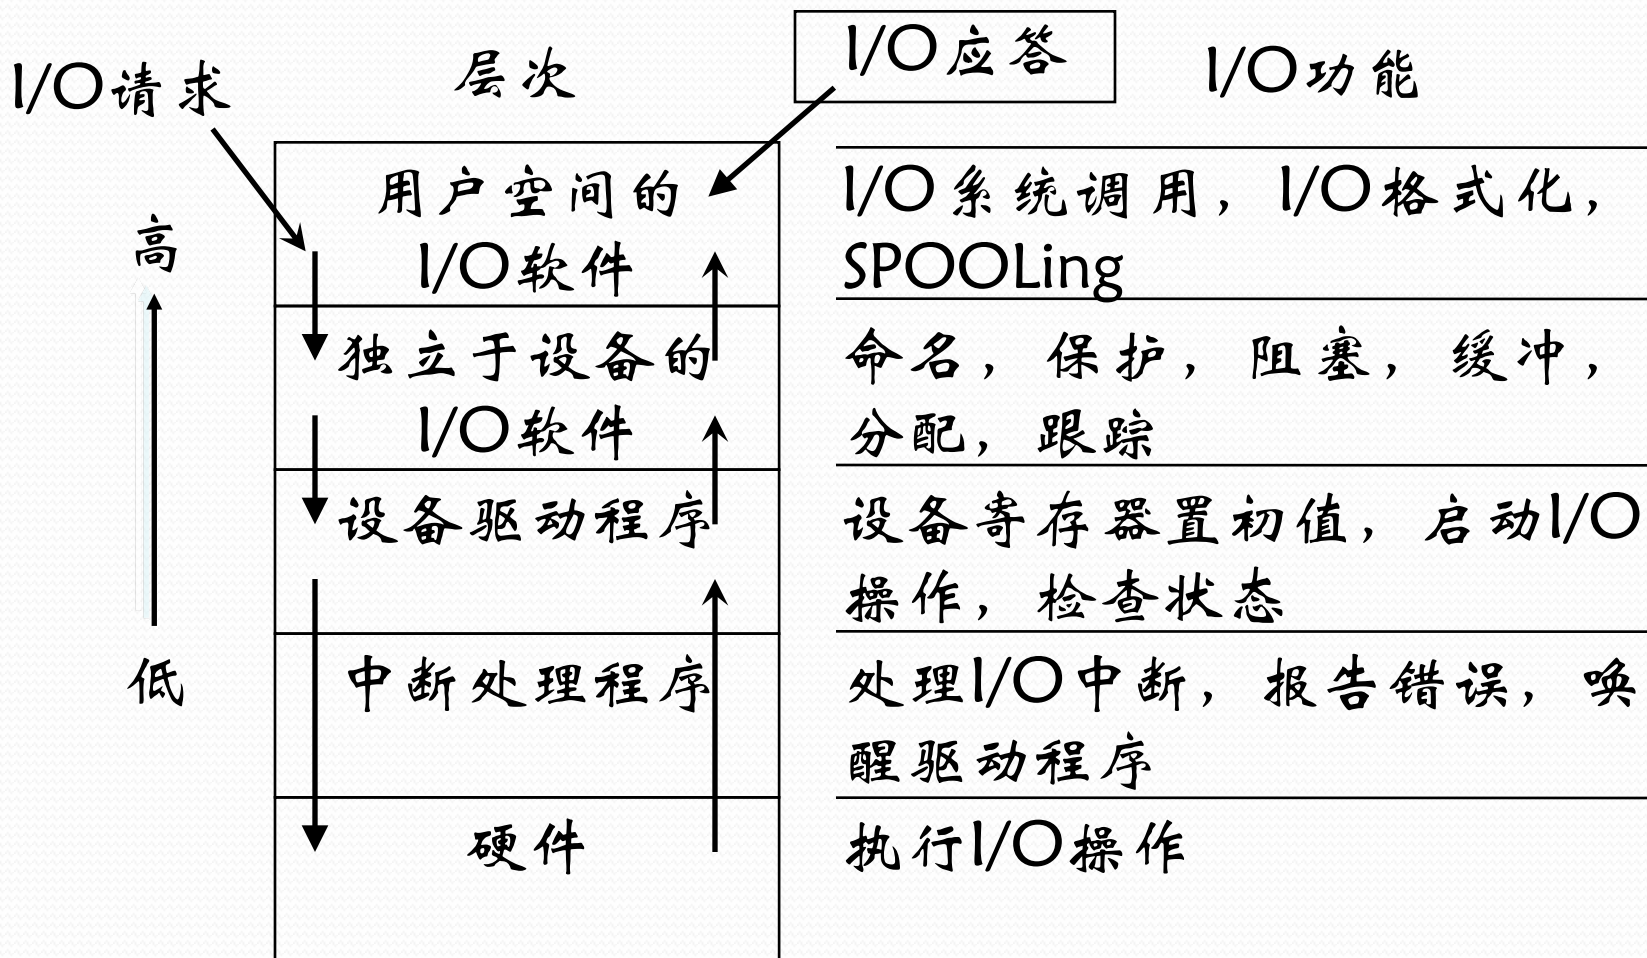 I/O请求
层次
I/O应答
I/O功能
高
低
用户空间的
I/O软件
I/O系统调用，I/O格式化，
SPOOLing
独立于设备的
I/O软件
命名，保护，阻塞，缓冲，
分配，跟踪
设备驱动程序
设备寄存器置初值，启动I/O
操作，检查状态
中断处理程序
处理I/O中断，报告错误，唤
醒驱动程序
硬件
执行I/O操作